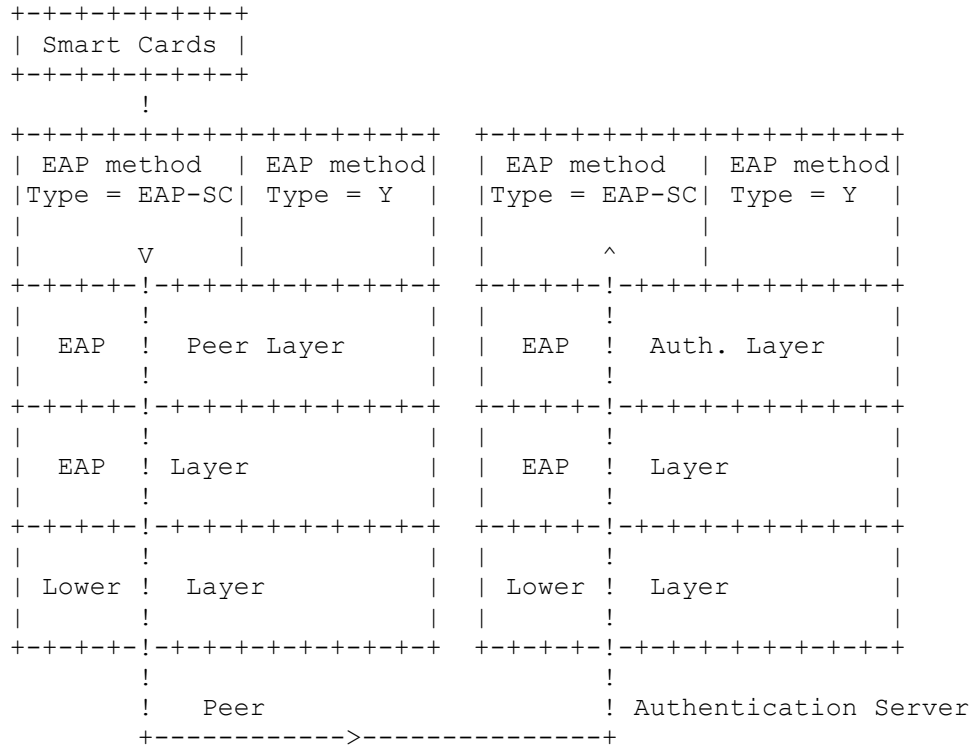 +-+-+-+-+-+-+-+
| Smart Cards |
+-+-+-+-+-+-+-+
        !
+-+-+-+-+-+-+-+-+-+-+-+-+-+  +-+-+-+-+-+-+-+-+-+-+-+-+-+
| EAP method  | EAP method|  | EAP method  | EAP method|
|Type = EAP-SC| Type = Y  |  |Type = EAP-SC| Type = Y  |
|             |           |  |             |           |
|       V     |           |  |       ^     |           |
+-+-+-+-!-+-+-+-+-+-+-+-+-+  +-+-+-+-!-+-+-+-+-+-+-+-+-+
|       !                 |  |       !                 |
|  EAP  !  Peer Layer     |  |  EAP  !  Auth. Layer    |
|       !                 |  |       !                 |
+-+-+-+-!-+-+-+-+-+-+-+-+-+  +-+-+-+-!-+-+-+-+-+-+-+-+-+
|       !                 |  |       !                 |
|  EAP  ! Layer           |  |  EAP  !  Layer          |
|       !                 |  |       !                 |
+-+-+-+-!-+-+-+-+-+-+-+-+-+  +-+-+-+-!-+-+-+-+-+-+-+-+-+
|       !                 |  |       !                 |
| Lower !  Layer          |  | Lower !  Layer          |
|       !                 |  |       !                 |
+-+-+-+-!-+-+-+-+-+-+-+-+-+  +-+-+-+-!-+-+-+-+-+-+-+-+-+
        !                            !
        !   Peer                     ! Authentication Server
        +------------>---------------+